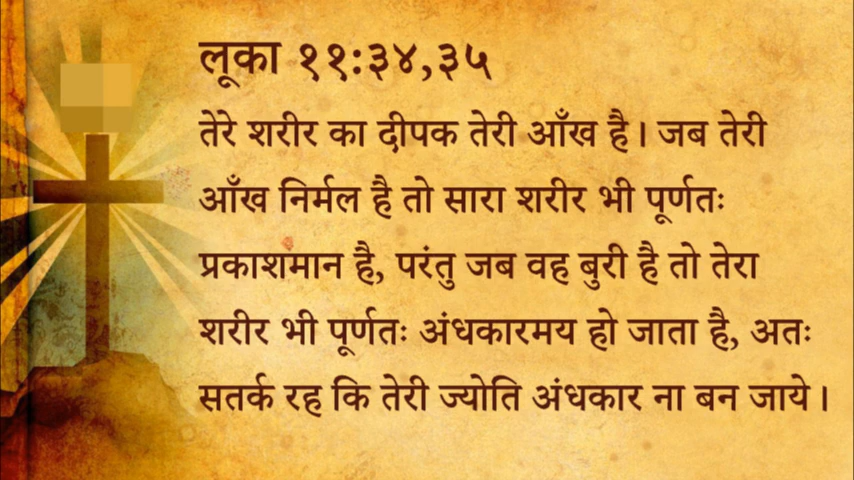 लूका ११:३४,३५
तेरे शरीर का दीपक तेरी आँख है। जब तेरी
आँख निर्मल है तो सारा शरीर भी पूर्णतः
प्रकाशमान है, परंतु जब वह बुरी है तो तेरा
शरीर भी पूर्णतः अंधकारमय हो जाता है, अतः
सतर्क रह कि तेरी ज्योति अंधकार ना बन जाये।